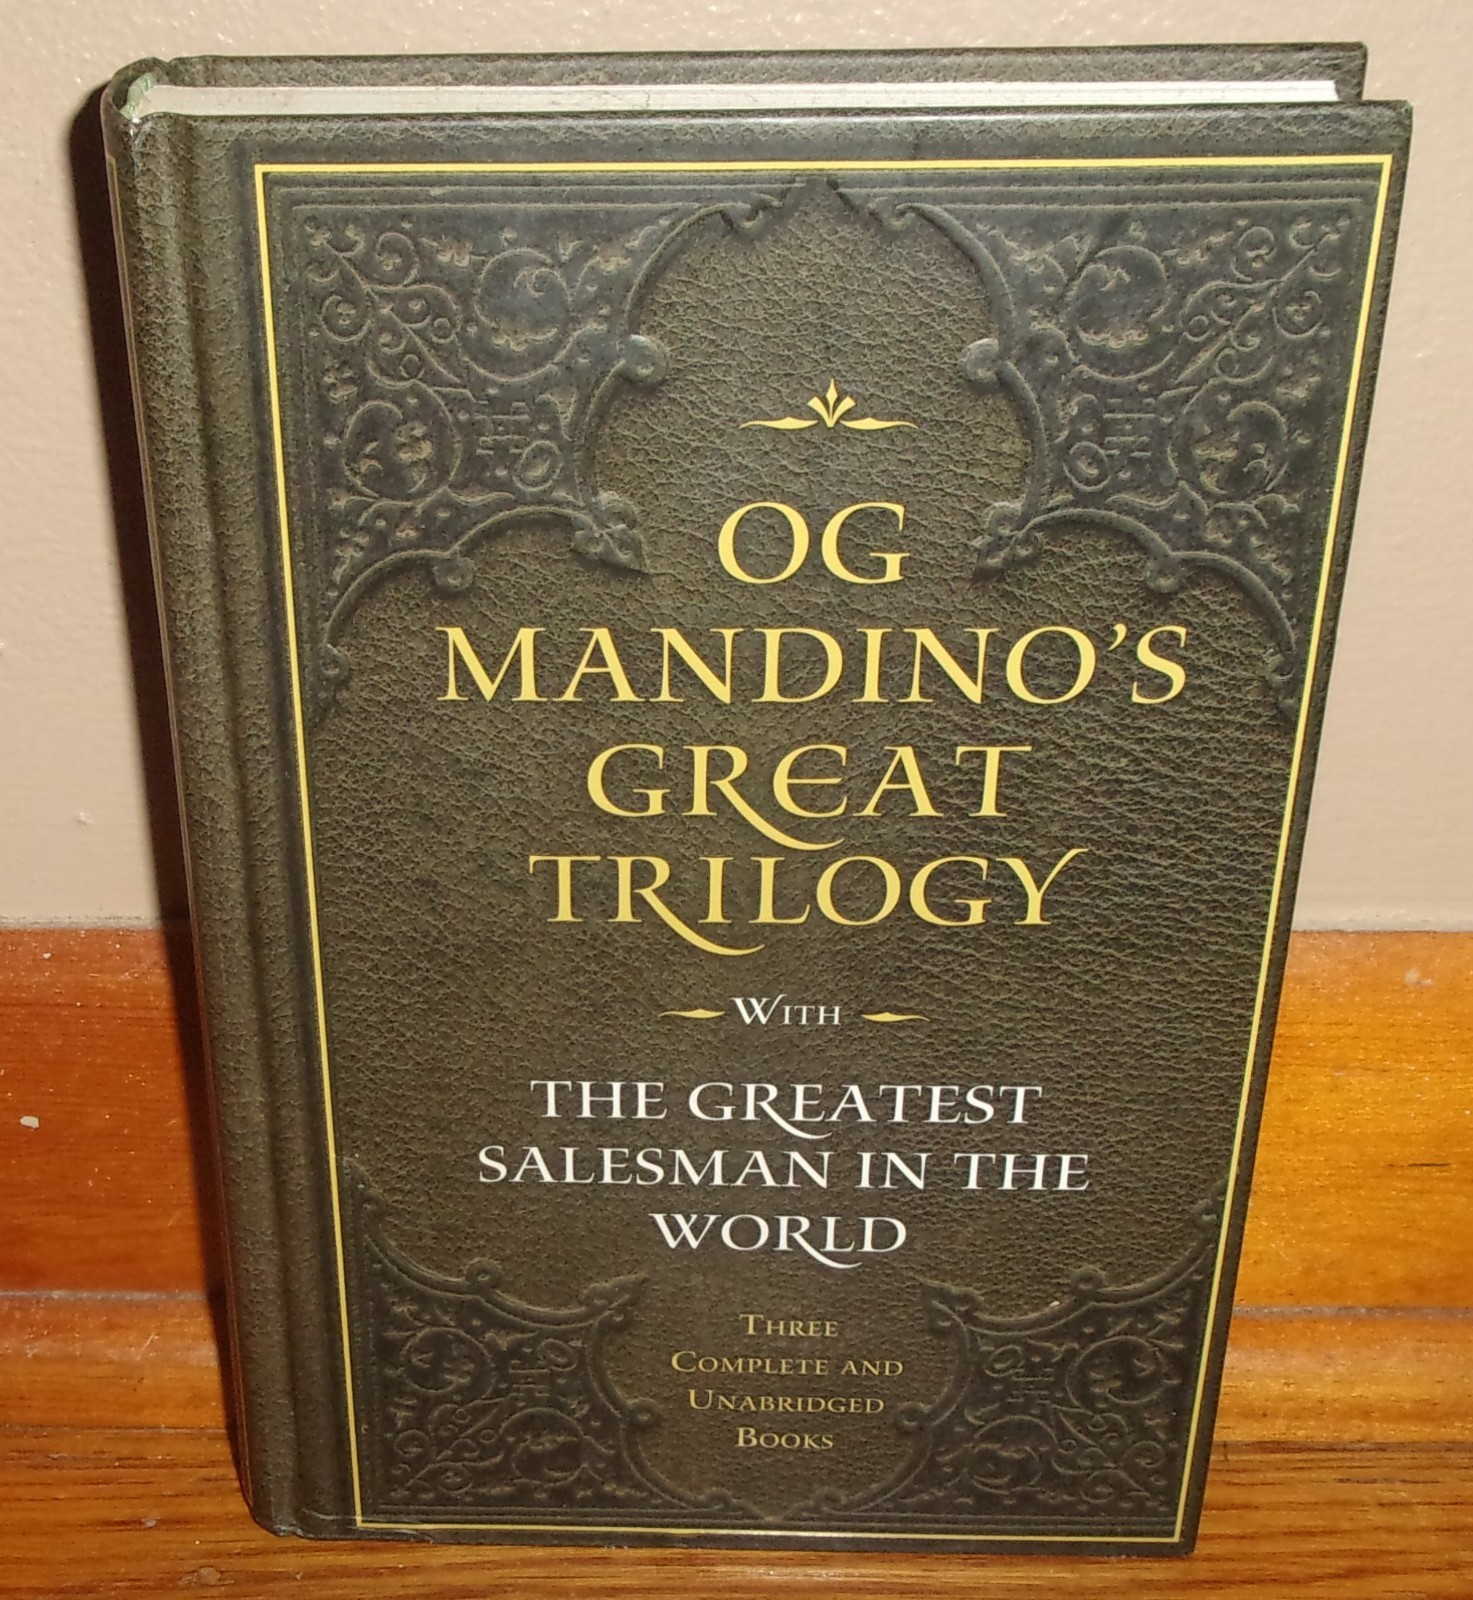 OG
MANDINO'S
GREAT
TRILOGY
WITH
THE GREATEST
SALESMAN IN THE
WORLD
THREE
COMPLETE AND
UNABRIDGED
BOOKS